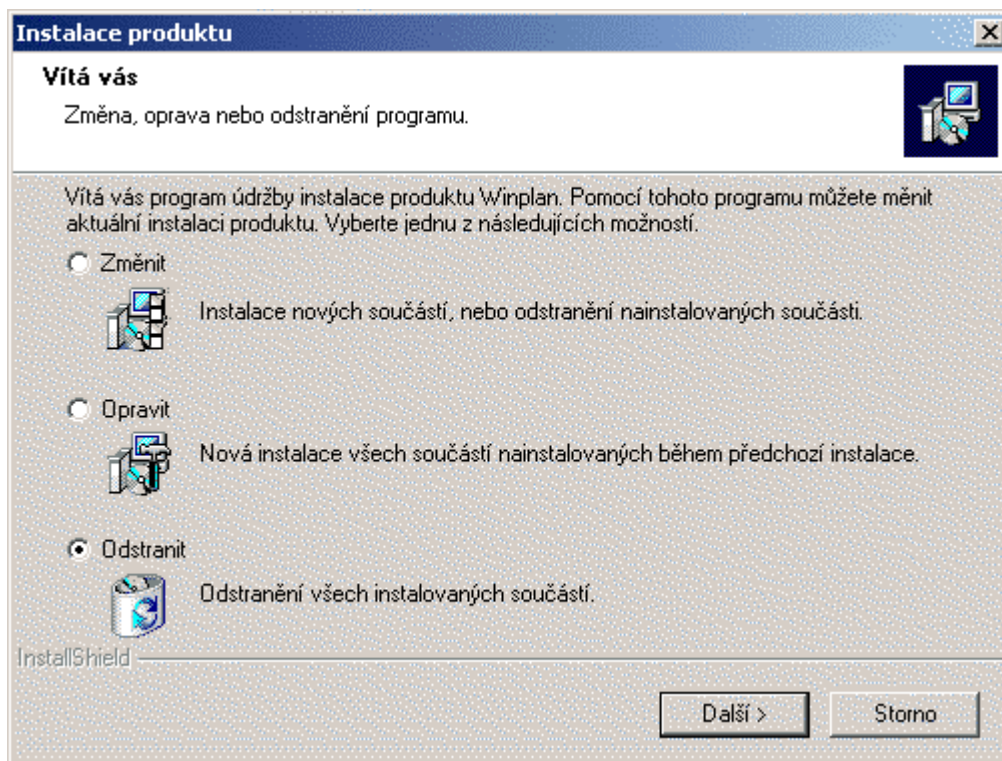 Instalace produktu
Vítá vás
Změna, oprava nebo odstranění programu.
Vítá vás program údržby instalace produktu Winplan. Pomocí tohoto programu můžete měnit
aktuální instalaci produktu. Vyberte jednu z následujících možností.
Změnit
Instalace nových součástí, nebo odstranění nainstalovaných součásti.
Opravit
Nová instalace všech součástí nainstalovaných během předchozí instalace.
Odstranit
Odstranění všech instalovaných součástí.
InstallShield
Další >
Storno